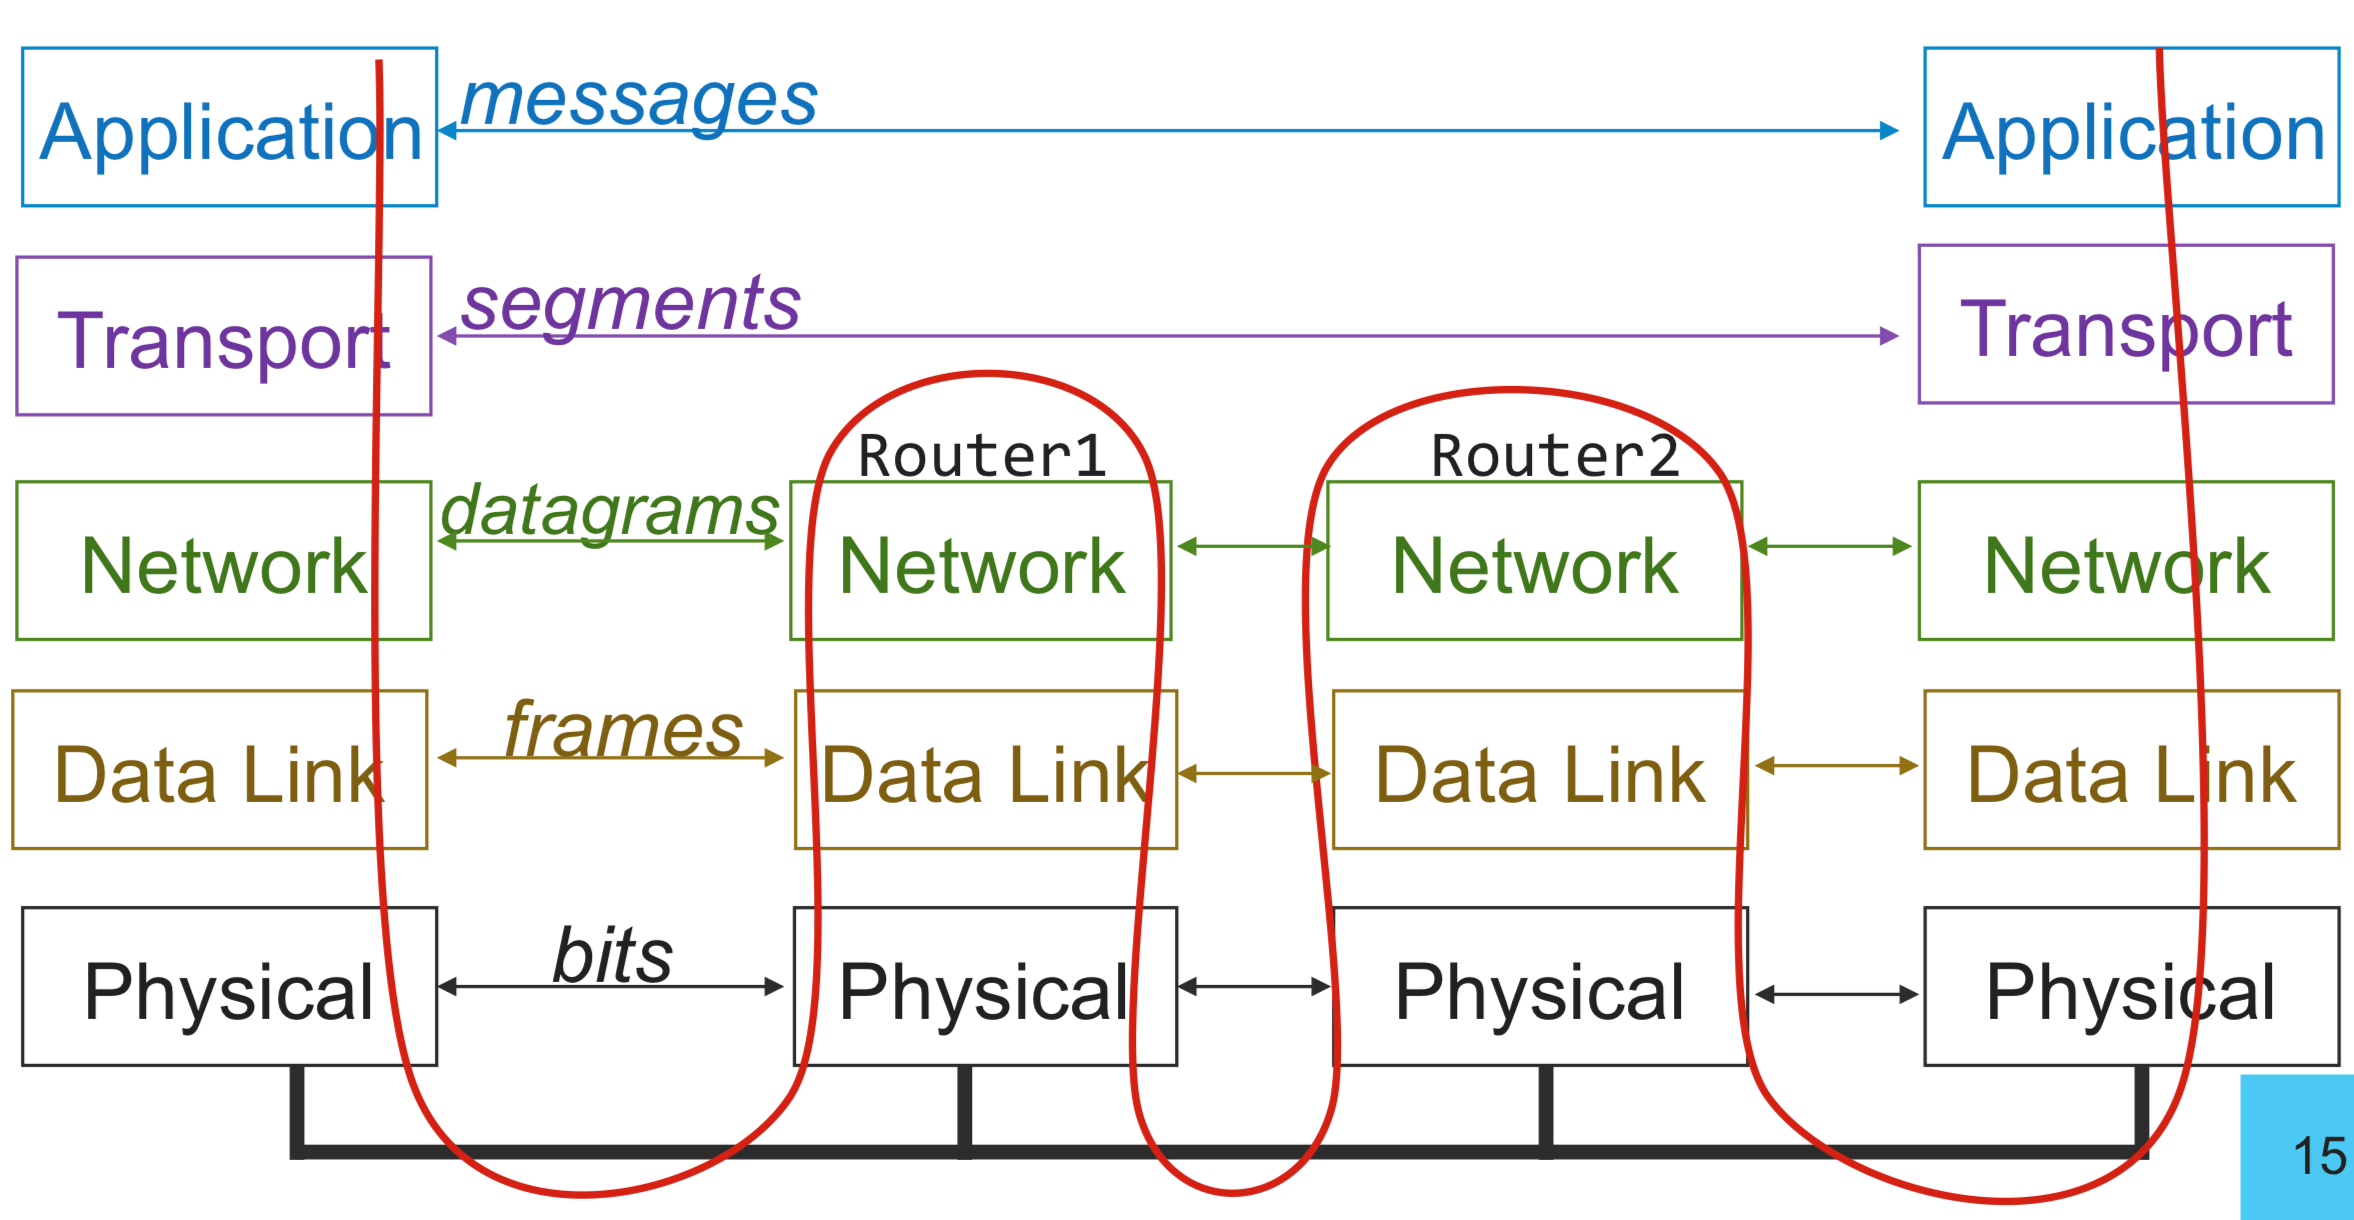 messages
Application Application
segments
Transport Transport
Router1 Router2
datagrams
Network Network Network Network
frames
Data Link Data Link Data Link Data Link
bits
Physical Physical Physical Physical
15